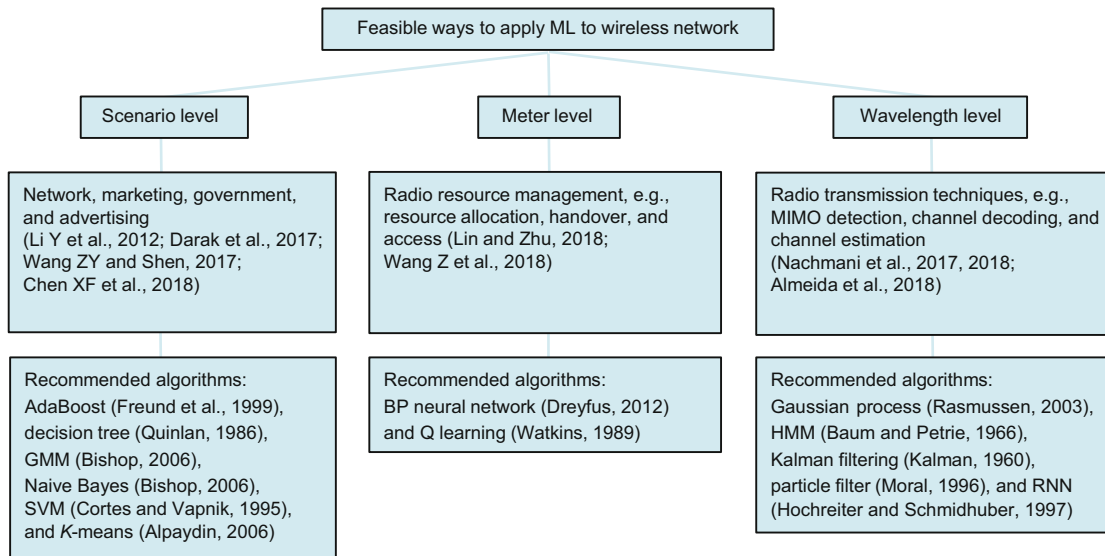 Feasible ways to apply ML to wireless network
Scenario level
Meter level
Wavelength level
Network, marketing, government,
and advertising
(Li Y et al., 2012; Darak et al., 2017;
Wang ZY and Shen, 2017;
Chen XF et al., 2018)
Radio resource management, e.g.,
resource allocation, handover, and
access (Lin and Zhu, 2018;
Wang Z et al., 2018)
Radio transmission techniques, e.g.,
MIMO detection, channel decoding, and
channel estimation
(Nachmani et al., 2017, 2018;
Almeida et al., 2018)
Recommended algorithms:
AdaBoost (Freund et al., 1999),
decision tree (Quinlan, 1986),
GMM (Bishop, 2006),
Naive Bayes (Bishop, 2006),
SVM (Cortes and Vapnik, 1995),
and K-means (Alpaydin, 2006)
Recommended algorithms:
BP neural network (Dreyfus, 2012)
and Q learning (Watkins, 1989)
Recommended algorithms:
Gaussian process (Rasmussen, 2003),
HMM (Baum and Petrie, 1966),
Kalman filtering (Kalman, 1960),
particle filter (Moral, 1996), and RNN
(Hochreiter and Schmidhuber, 1997)